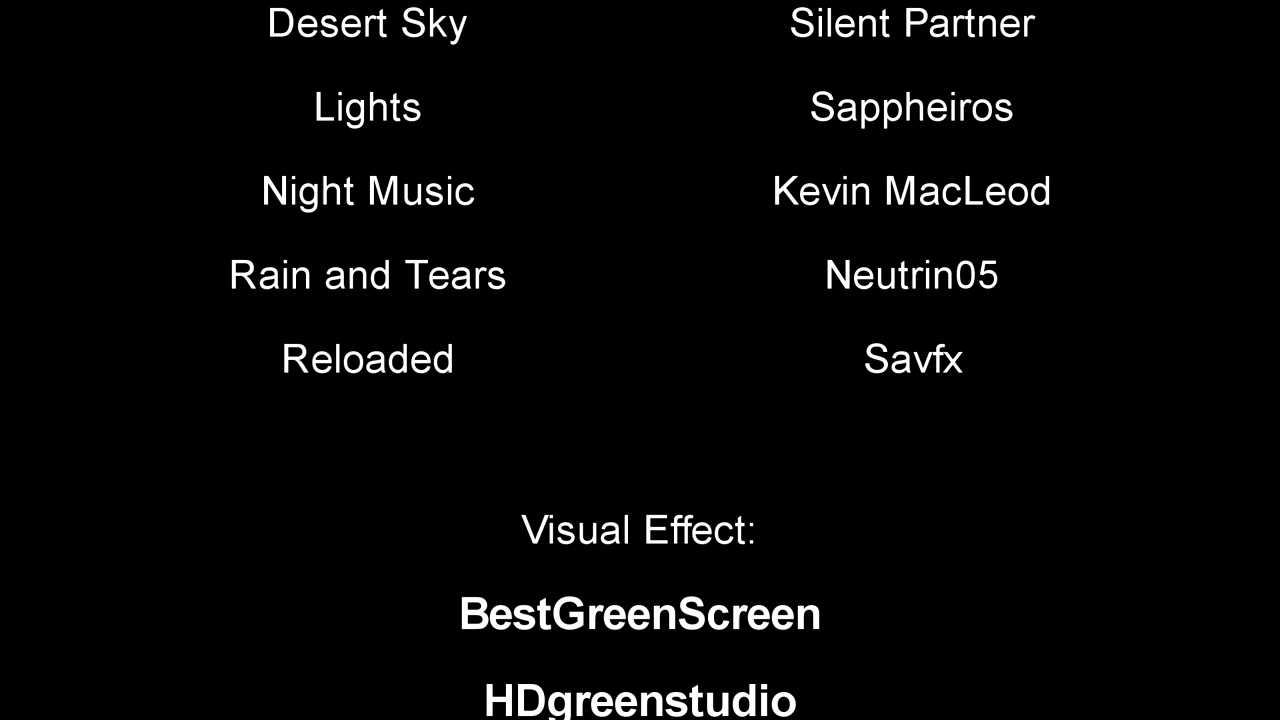 Desert Sky Silent Partner
Lights Sappheiros
Night Music Kevin MacLeod
Rain and Tears Neutrin05
Reloaded Savfx
Visual Effect:
BestGreenScreen
HDgreenstudio